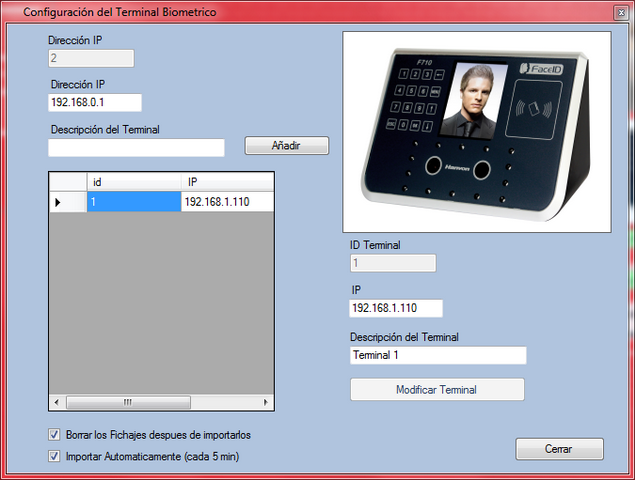 Configuración del Terminal Biometrico
Dirección IP
2
Dirección IP
192.168.0.1
Descripción del Terminal
Añadir
id IP
1 192.168.1.110
F710
FaceID
Hanvon
ID Terminal
1
IP
192.168.1.110
Descripción del Terminal
Terminal 1
Modificar Terminal
Borrar los Fichajes despues de importarlos
Importar Automaticamente (cada 5 min)
Cerrar